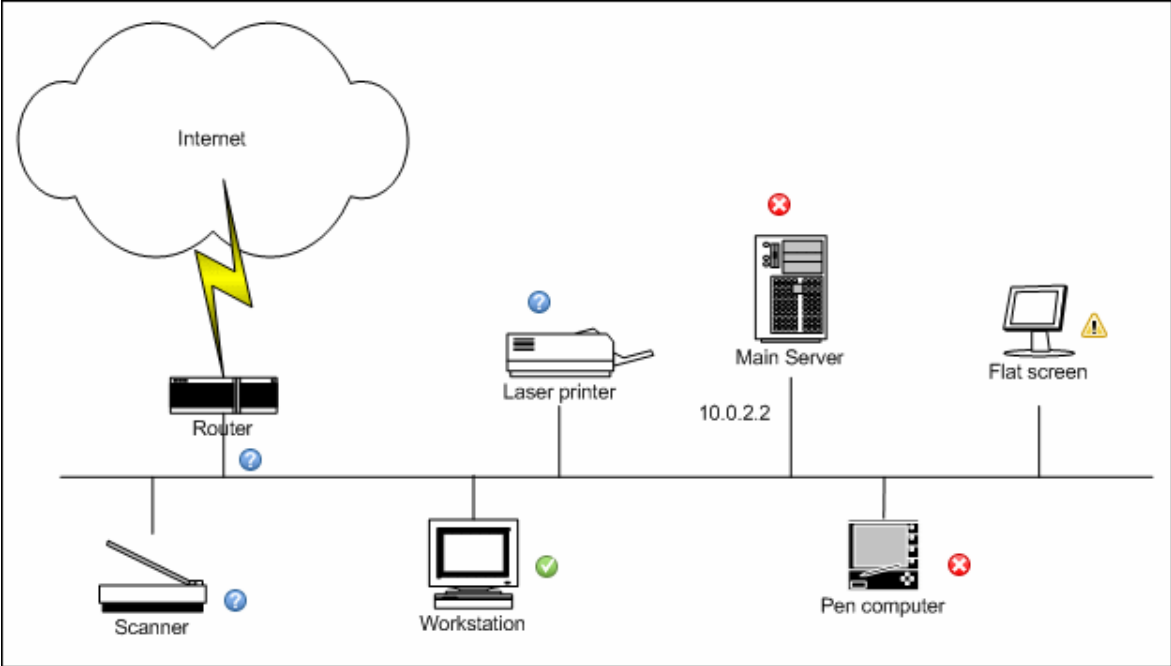 Internet
Main Server
Flat screen
Laser printer
10.0.2.2
Router
Scanner
Workstation
Pen computer